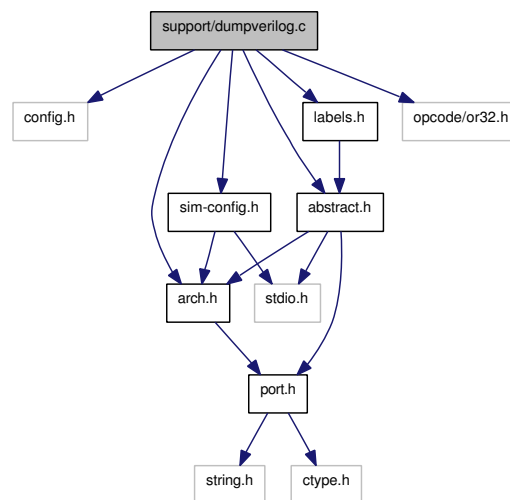 support/dumpverilog.c
config.h
labels.h
opcode/or32.h
sim-config.h
abstract.h
arch.h
stdio.h
port.h
string.h
ctype.h